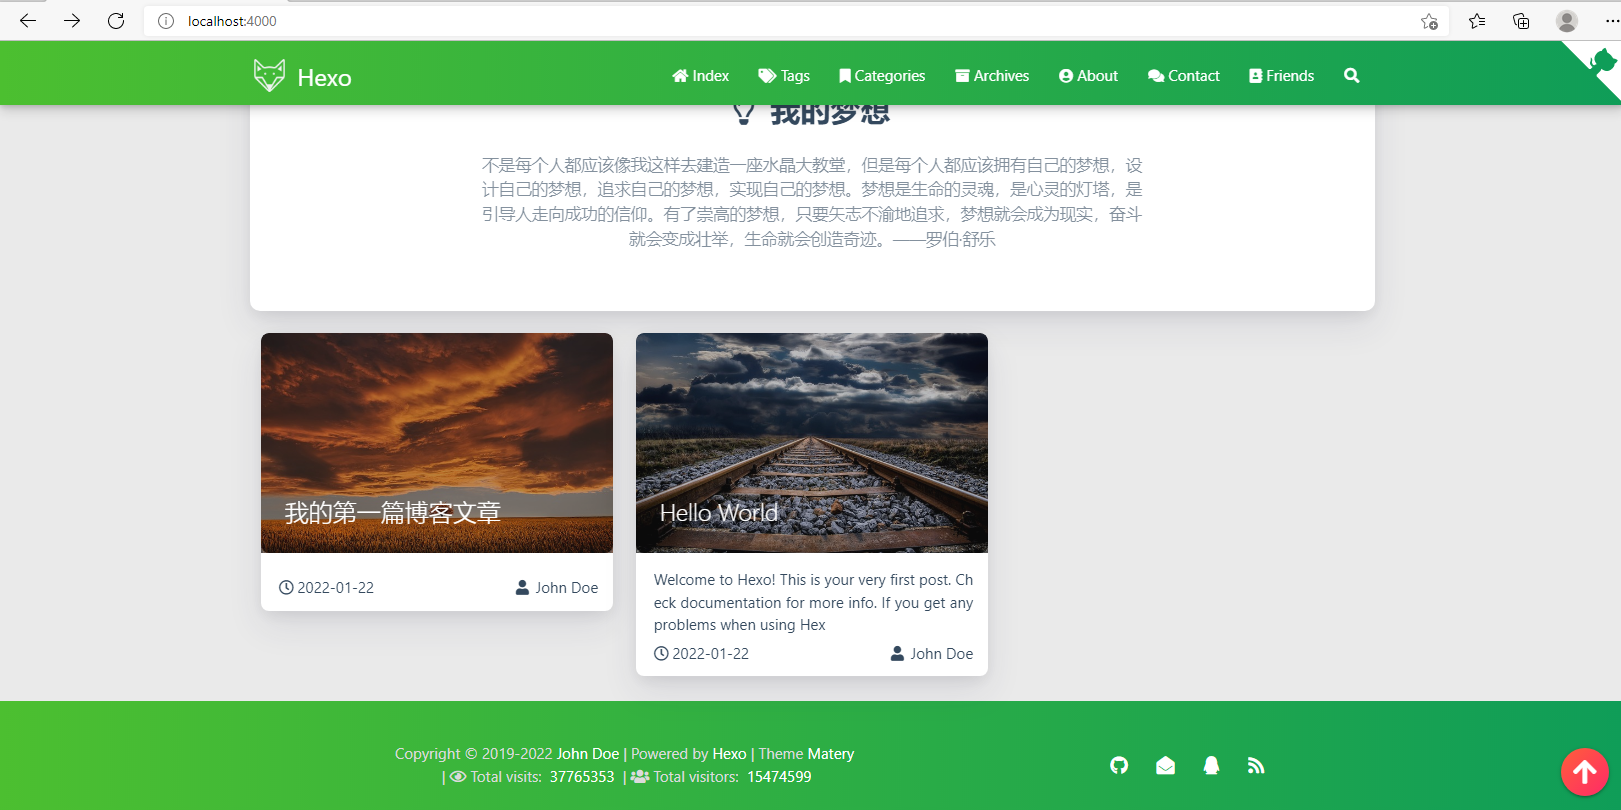 localhost:4000
Hexo
Index Tags Categories Archives About Contact Friends
我的梦想
不是每个人都应该像我这样去建造一座水晶大教堂，但是每个人都应该拥有自己的梦想，设
计自己的梦想，追求自己的梦想，实现自己的梦想。梦想是生命的灵魂，是心灵的灯塔，是
引导人走向成功的信仰。有了崇高的梦想，只要矢志不渝地追求，梦想就会成为现实，奋斗
就会变成壮举，生命就会创造奇迹。——罗伯·舒乐
我的第一篇博客文章
2022-01-22 John Doe
Hello World
Welcome to Hexo! This is your very first post. Ch
eck documentation for more info. If you get any
problems when using Hex
2022-01-22 John Doe
Copyright © 2019-2022 John Doe | Powered by Hexo | Theme Matery
| Total visits: 37765353 | Total visitors: 15474599